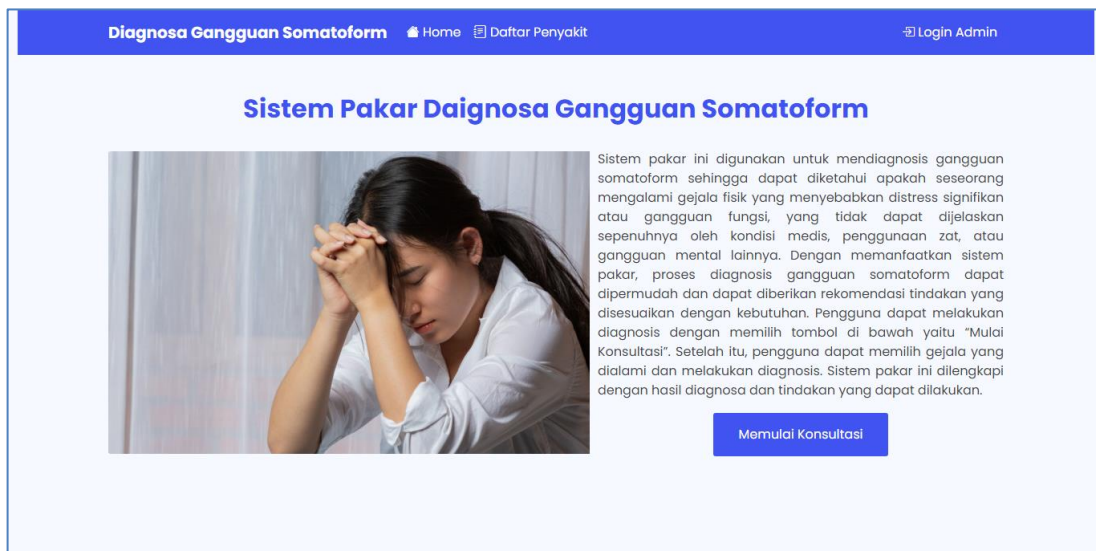 Diagnosa Gangguan Somatoform Home Daftar Penyakit Login Admin
Sistem Pakar Daignosa Gangguan Somatoform
Sistem pakar ini digunakan untuk mendiagnosis gangguan
somatoform sehingga dapat diketahui apakah seseorang
mengalami gejala fisik yang menyebabkan distress signifikan
atau gangguan fungsi, yang tidak dapat dijelaskan
sepenuhnya oleh kondisi medis, penggunaan zat, atau
gangguan mental lainnya. Dengan memanfaatkan sistem
pakar, proses diagnosis gangguan somatoform dapat
dipermudah dan dapat diberikan rekomendasi tindakan yang
disesuaikan dengan kebutuhan. Pengguna dapat melakukan
diagnosis dengan memilih tombol di bawah yaitu “Mulai
Konsultasi”. Setelah itu, pengguna dapat memilih gejala yang
dialami dan melakukan diagnosis. Sistem pakar ini dilengkapi
dengan hasil diagnosa dan tindakan yang dapat dilakukan.
Memulai Konsultasi